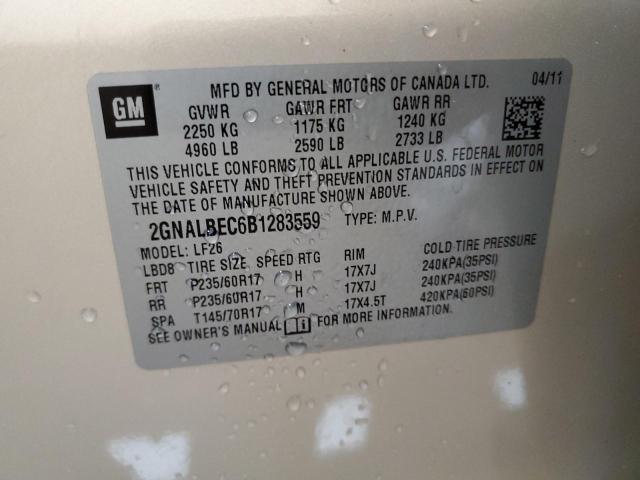 MFD BY GENERAL MOTORS OF CANADA LTD. 04/11
GM
GVWR GAWR FRT GAWR RR
2250 KG 1175 KG 1240 KG
4960 LB 2590 LB 2733 LB
THIS VEHICLE CONFORMS TO ALL APPLICABLE U.S. FEDERAL MOTOR
VEHICLE SAFETY AND THEFT PREVENTION STANDARDS IN EFFECT ON
THE DATE OF MANUFACTURE SHOWN ABOVE.
2GNALBEC6B1283559 TYPE: M.P.V.
MODEL: LF26
LBD8 TIRE SIZE SPEED RTG RIM COLD TIRE PRESSURE
FRT P235/60R17 H 17X7J 240KPA(35PSI)
RR P235/60R17 H 17X7J 240KPA(35PSI)
SPA T145/70R17 M 17X4.5T 420KPA(60PSI)
SEE OWNER'S MANUAL FOR MORE INFORMATION.